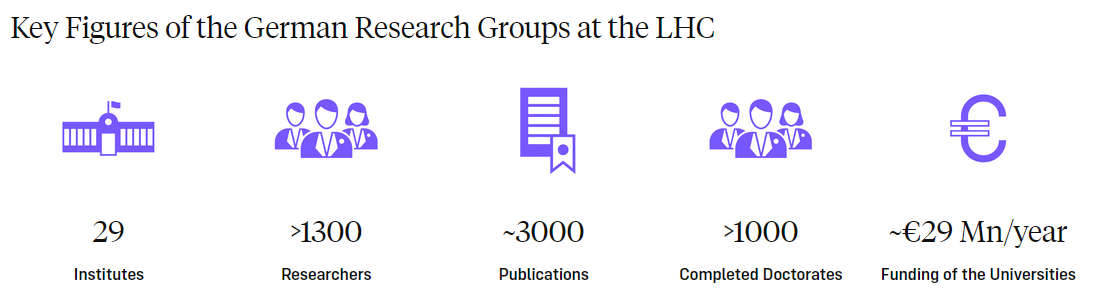 Key Figures of the German Research Groups at the LHC
29
>1300
~3000
>1000
~€29 Mn/year
Institutes
Researchers
Publications
Completed Doctorates
Funding of the Universities